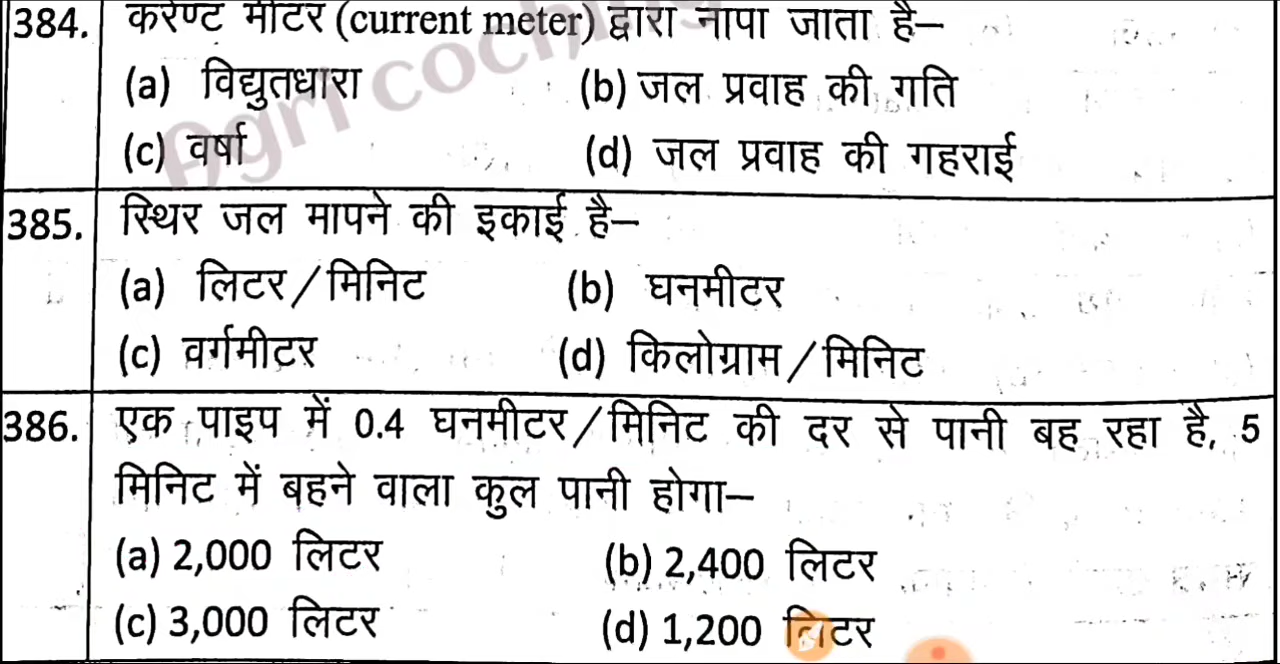 384. करेण्ट मीटर (current meter) द्वारा नापा जाता है–
(a) विद्युतधारा (b) जल प्रवाह की गति
(c) वर्षा (d) जल प्रवाह की गहराई
385. स्थिर जल मापने की इकाई है–
(a) लिटर/मिनिट (b) घनमीटर
(c) वर्गमीटर (d) किलोग्राम/मिनिट
386. एक पाइप में 0.4 घनमीटर/मिनिट की दर से पानी बह रहा है, 5
मिनिट में बहने वाला कुल पानी होगा–
(a) 2,000 लिटर (b) 2,400 लिटर
(c) 3,000 लिटर (d) 1,200 लिटर
Agri coching